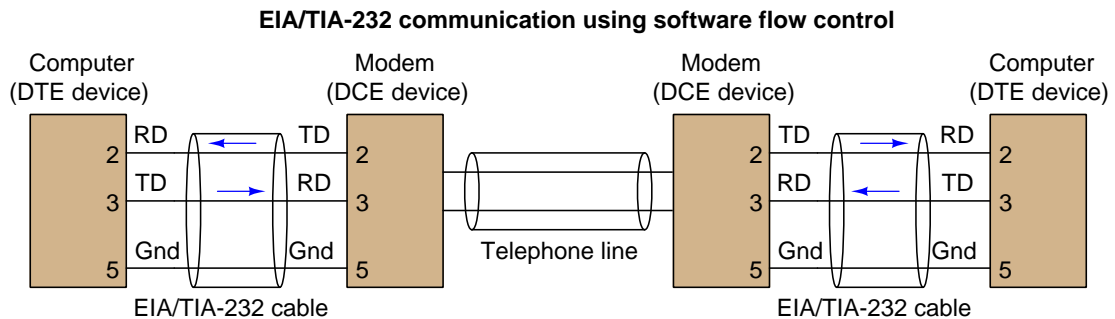 EIA/TIA-232 communication using software flow control
Computer
(DTE device)
Modem
(DCE device)
Modem
(DCE device)
Computer
(DTE device)
RD TD TD RD
2 2 2 2
TD RD RD TD
3 3 3 3
Gnd Gnd Gnd Gnd
5 5 5 5
Telephone line
EIA/TIA-232 cable
EIA/TIA-232 cable